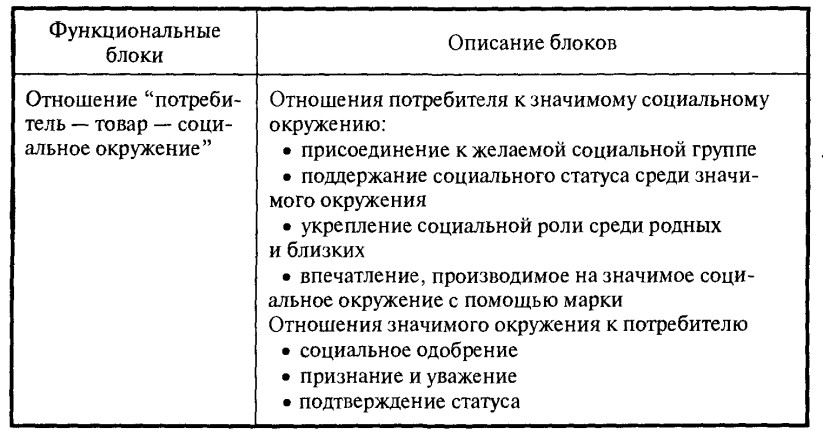 Функциональные
блоки
Описание блоков
Отношение “потреби-
тель — товар — соци-
альное окружение”
Отношения потребителя к значимому социальному
окружению:
• присоединение к желаемой социальной группе
• поддержание социального статуса среди значи-
мого окружения
• укрепление социальной роли среди родных
и близких
• впечатление, производимое на значимое соци-
альное окружение с помощью марки
Отношения значимого окружения к потребителю
• социальное одобрение
• признание и уважение
• подтверждение статуса